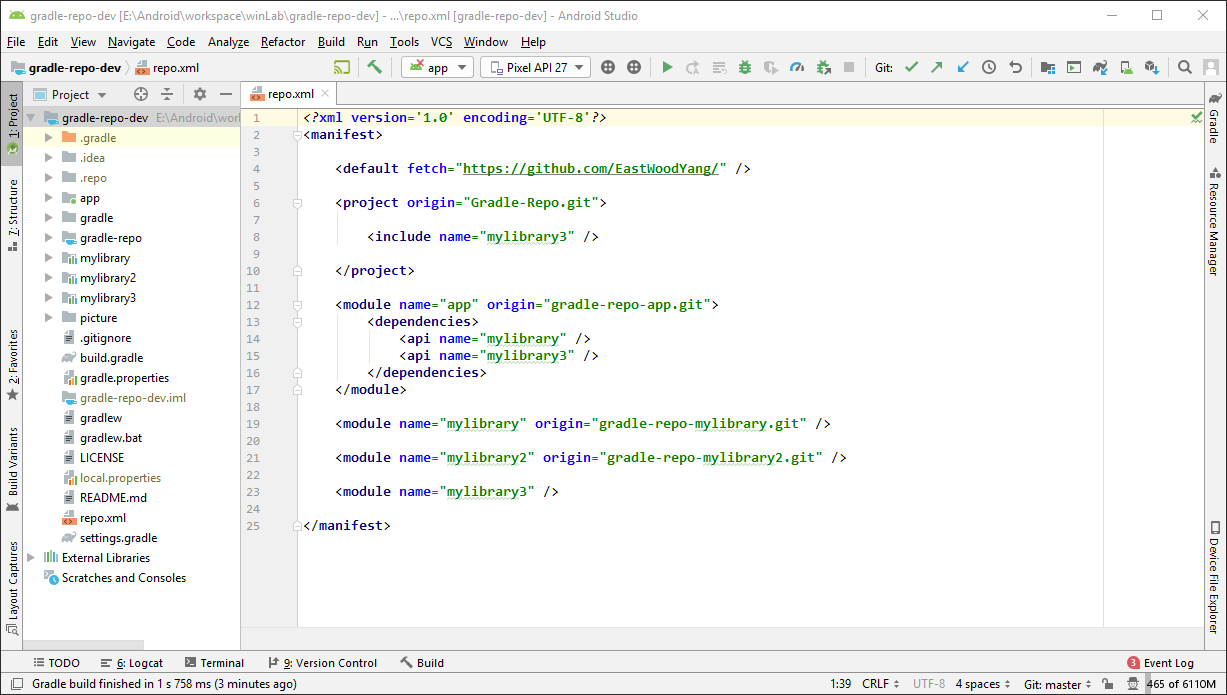 gradle-repo-dev [E:\Android\workspace\winLab\gradle-repo-dev] - ...\repo.xml [gradle-repo-dev] - Android Studio
File Edit View Navigate Code Analyze Refactor Build Run Tools VCS Window Help
gradle-repo-dev repo.xml app Pixel API 27 Git:
Project
repo.xml
1: Project
7: Structure
2: Favorites
Build Variants
Layout Captures
gradle-repo-dev E:\Android\worl
.gradle
.idea
.repo
app
gradle
gradle-repo
mylibrary
mylibrary2
mylibrary3
picture
.gitignore
build.gradle
gradle.properties
gradle-repo-dev.iml
gradlew
gradlew.bat
LICENSE
local.properties
README.md
repo.xml
settings.gradle
External Libraries
Scratches and Consoles
1 <?xml version='1.0' encoding='UTF-8'?>
2 <manifest>
3
4 <default fetch="https://github.com/EastWoodYang/" />
5
6 <project origin="Gradle-Repo.git">
7
8 <include name="mylibrary3" />
9
10 </project>
11
12 <module name="app" origin="gradle-repo-app.git">
13 <dependencies>
14 <api name="mylibrary" />
15 <api name="mylibrary3" />
16 </dependencies>
17 </module>
18
19 <module name="mylibrary" origin="gradle-repo-mylibrary.git" />
20
21 <module name="mylibrary2" origin="gradle-repo-mylibrary2.git" />
22
23 <module name="mylibrary3" />
24
25 </manifest>
Gradle
Resource Manager
Device File Explorer
TODO 6: Logcat Terminal 9: Version Control Build 3 Event Log
Gradle build finished in 1 s 758 ms (3 minutes ago) 1:39 CRLF UTF-8 4 spaces Git: master 465 of 6110M